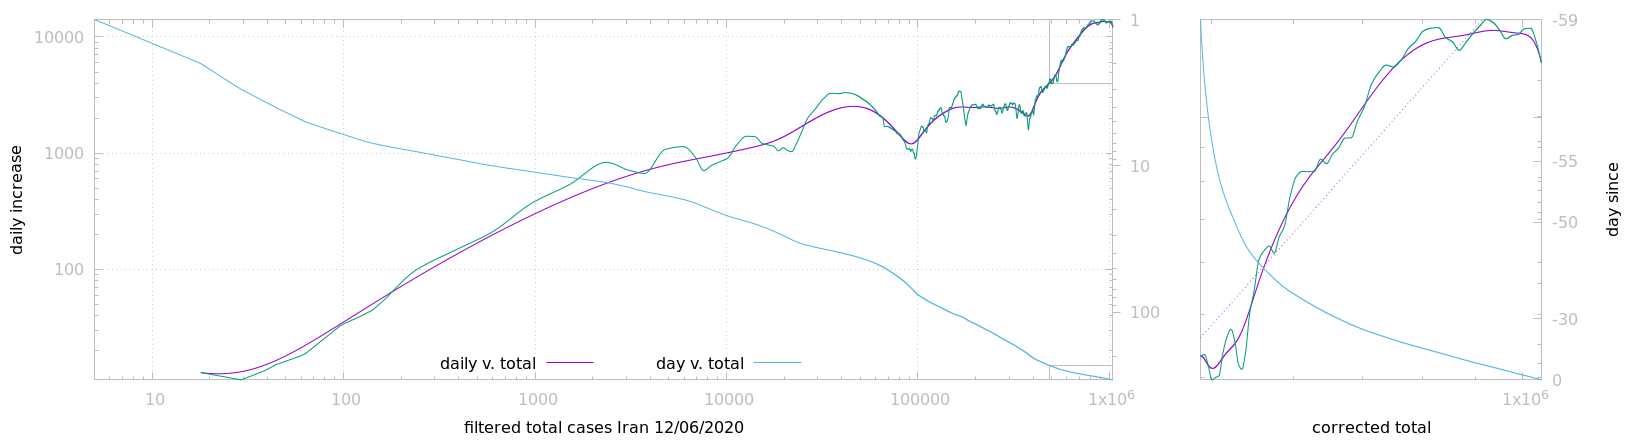 daily increase
10000
1000
100
10
100
1000
10000
100000
1x10^6
filtered total cases Iran 12/06/2020
daily v. total
day v. total
1
10
100
-59
-55
-50
-30
0
day since
1x10^6
corrected total